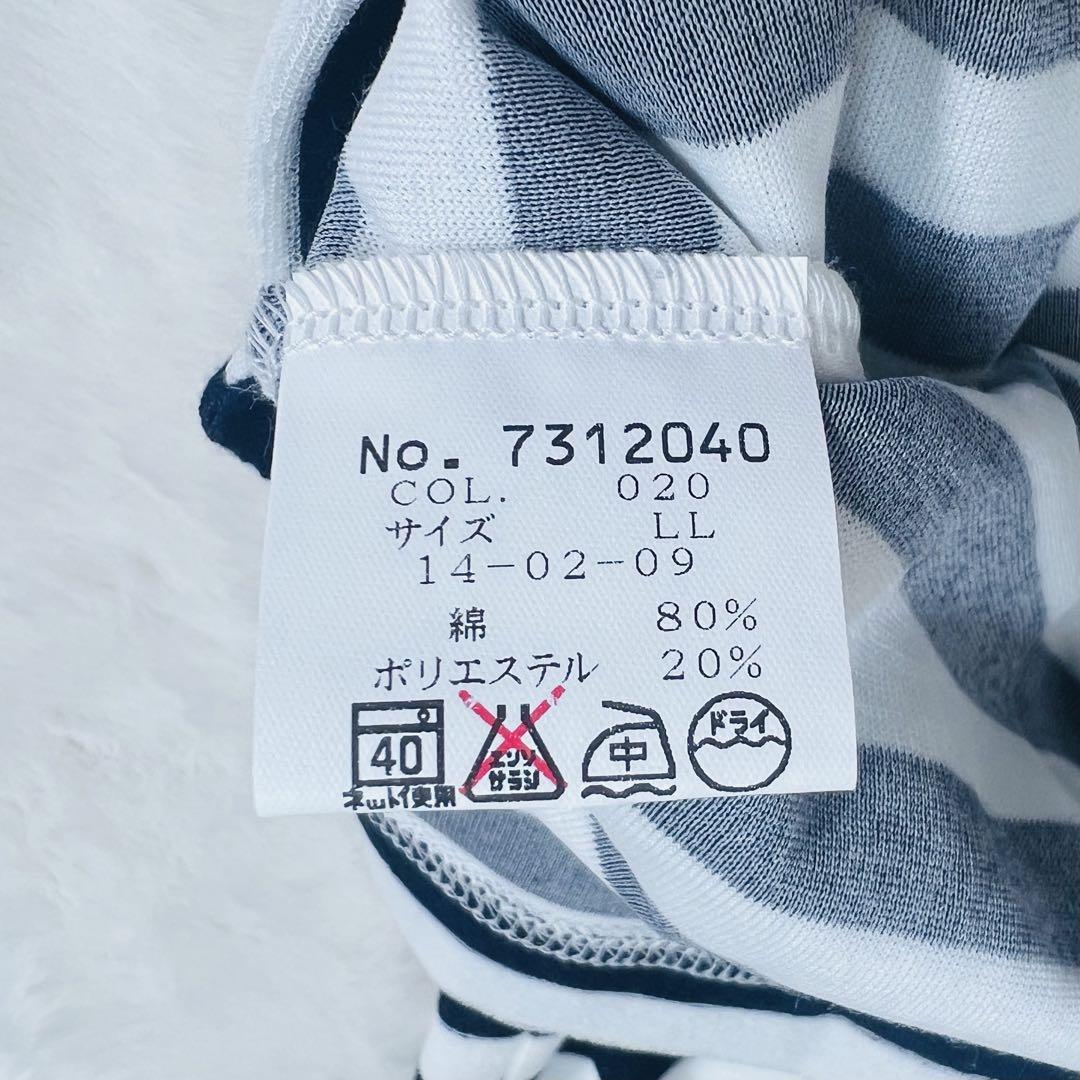 No. 7312040
COL. 020
サイズ LL
14-02-09
綿 80%
ポリエステル 20%
40 エンソサラシ 中 ドライ
ネット使用